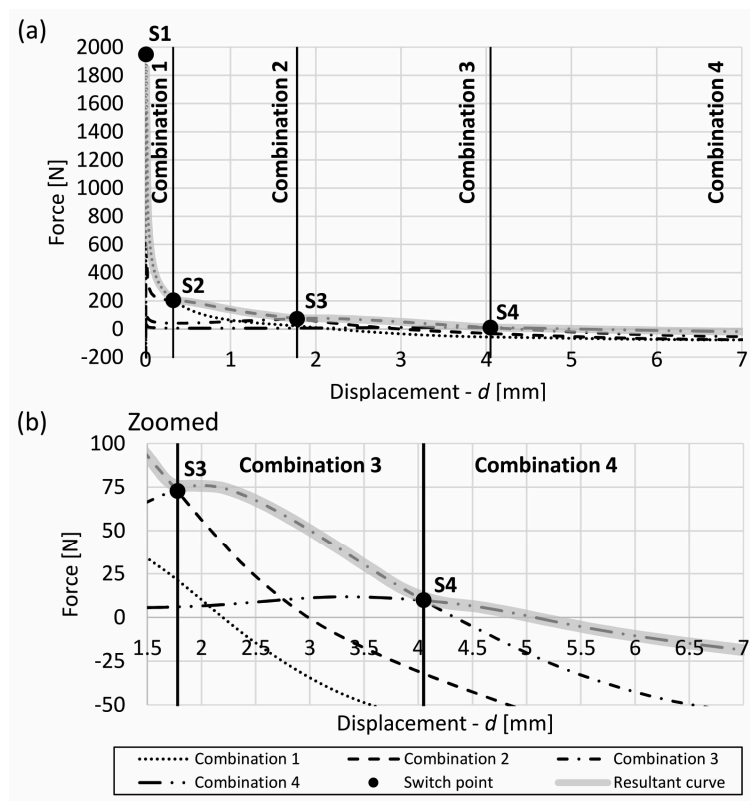 (a)
S1
2000
1800
1600
1400
1200
1000
800
600
400
200
0
-200
Force [N]
Combination 1
Combination 2
Combination 3
Combination 4
S2
S3
S4
0 1 2 3 4 5 6 7
Displacement - d [mm]
(b)
Zoomed
100
75
50
25
0
-25
-50
Force [N]
S3
Combination 3
Combination 4
S4
1.5 2 2.5 3 3.5 4 4.5 5 5.5 6 6.5 7
Displacement - d [mm]
Combination 1 Combination 2 Combination 3
Combination 4 Switch point Resultant curve